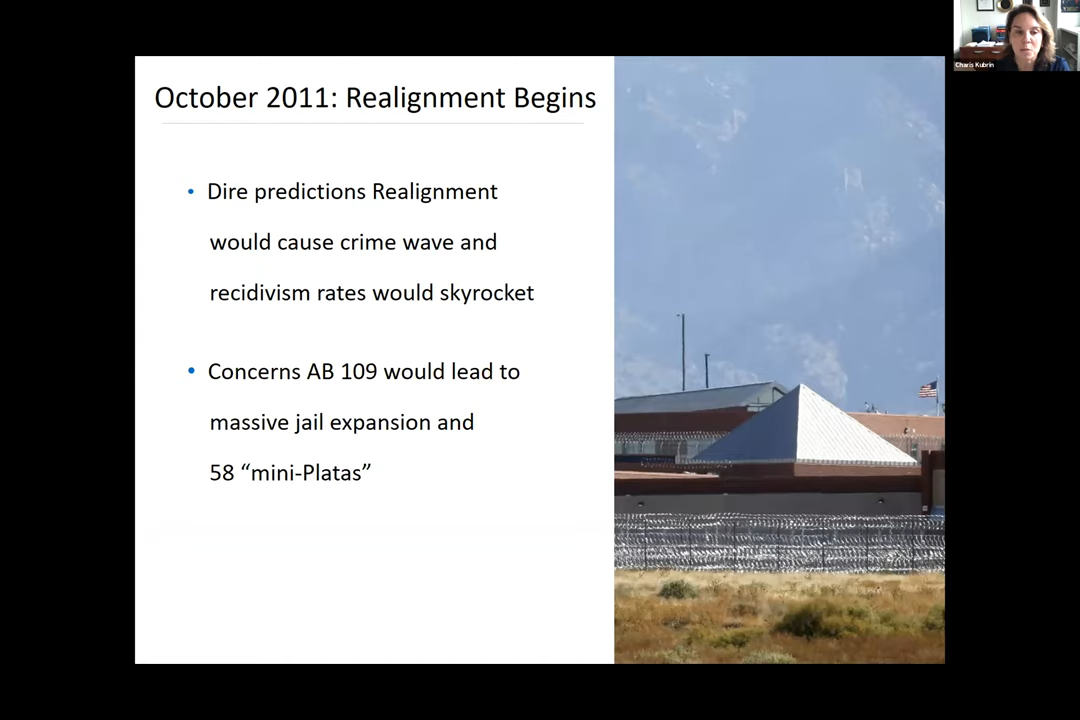 Charis Kubrin
October 2011: Realignment Begins
• Dire predictions Realignment
would cause crime wave and
recidivism rates would skyrocket
• Concerns AB 109 would lead to
massive jail expansion and
58 “mini-Platas”